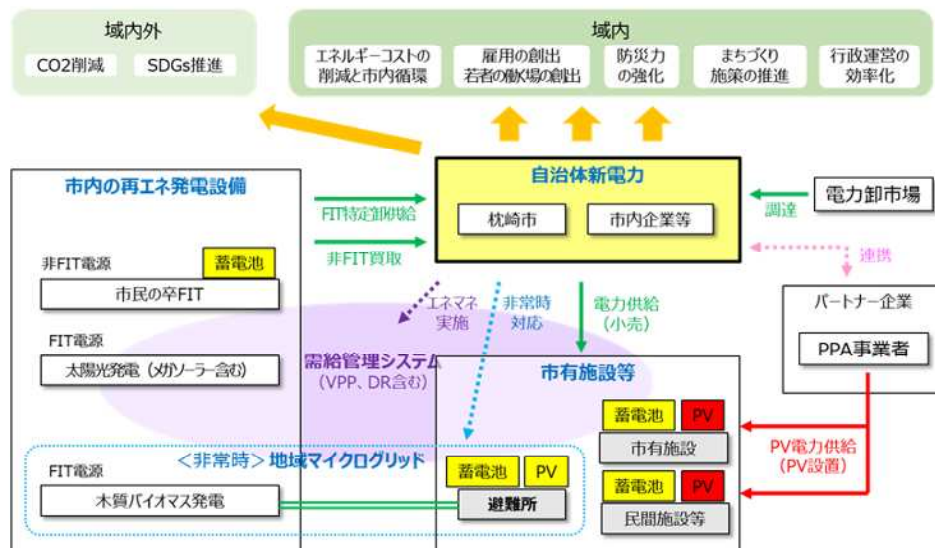 域内外
CO2削減
SDGs推進
域内
エネルギーコストの
削減と市内循環
雇用の創出
若者の働く場の創出
防災力
の強化
まちづくり
施策の推進
行政運営の
効率化
市内の再エネ発電設備
非FIT電源
蓄電池
市民の卒FIT
FIT電源
太陽光発電（メガソーラー含む）
FIT電源
木質バイオマス発電
FIT特定卸供給
非FIT買取
自治体新電力
枕崎市
市内企業等
調達
電力卸市場
連携
パートナー企業
PPA事業者
エネマネ
実施
非常時
対応
電力供給
（小売）
需給管理システム
（VPP、DR含む）
＜非常時＞地域マイクログリッド
蓄電池
PV
避難所
市有施設等
蓄電池
PV
市有施設
蓄電池
PV
民間施設等
PV電力供給
（PV設置）